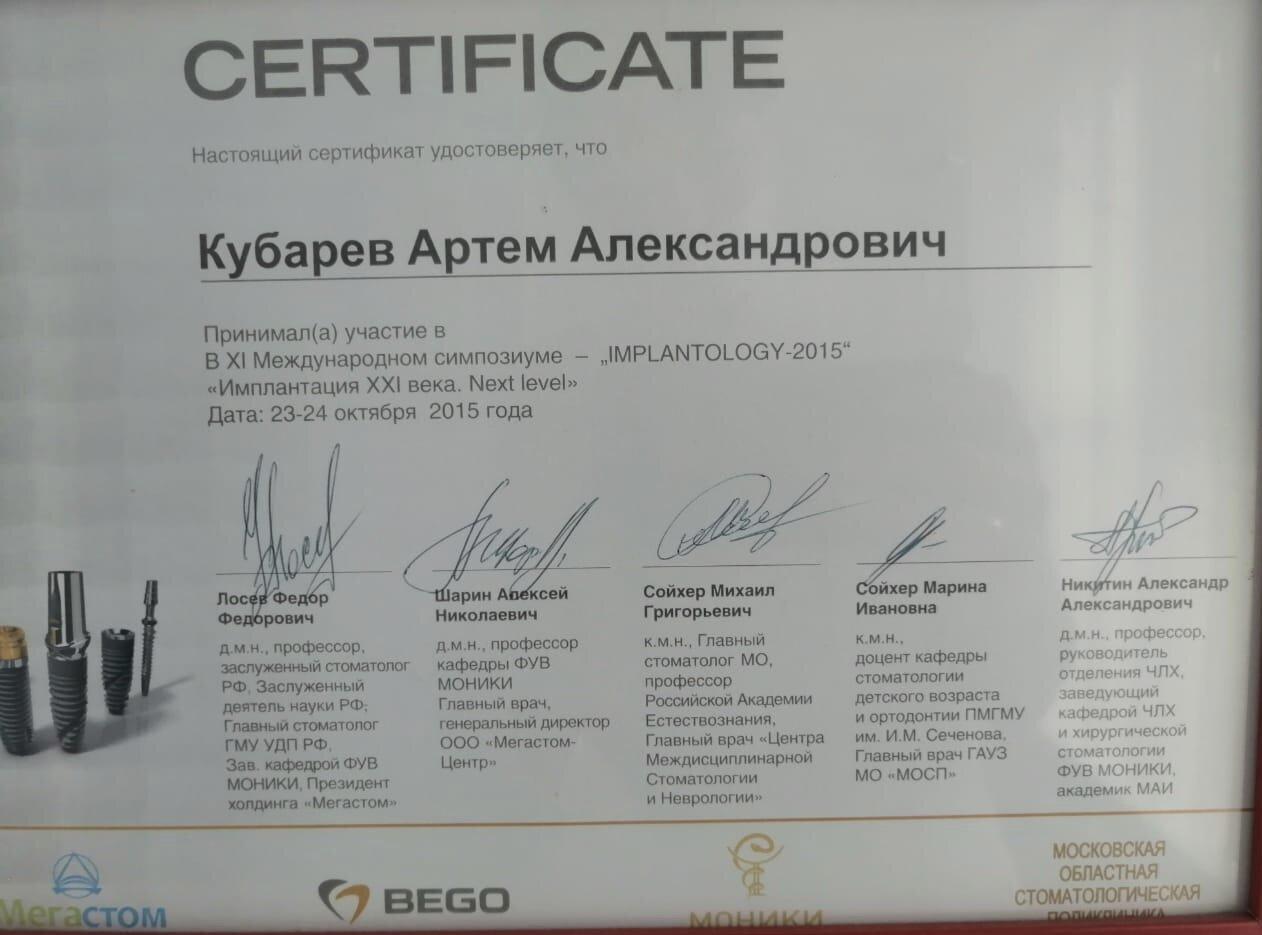 CERTIFICATE
Настоящий сертификат удостоверяет, что
Кубарев Артем Александрович
Принимал(а) участие в
В XI Международном симпозиуме – „IMPLANTOLOGY-2015“
«Имплантация XXI века. Next level»
Дата: 23-24 октября 2015 года
Лосев Федор
Федорович
д.м.н., профессор,
заслуженный стоматолог
РФ, Заслуженный
деятель науки РФ;
Главный стоматолог
ГМУ УДП РФ,
Зав. кафедрой ФУВ
МОНИКИ, Президент
холдинга «Мегастом»
Шарин Алексей
Николаевич
д.м.н., профессор
кафедры ФУВ
МОНИКИ
Главный врач,
генеральный директор
ООО «Мегастом-
Центр»
Сойхер Михаил
Григорьевич
к.м.н., Главный
стоматолог МО,
профессор
Российской Академии
Естествознания,
Главный врач «Центра
Междисциплинарной
Стоматологии
и Неврологии»
Сойхер Марина
Ивановна
к.м.н.,
доцент кафедры
стоматологии
детского возраста
и ортодонтии ПМГМУ
им. И.М. Сеченова,
Главный врач ГАУЗ
МО «МОСП»
Никитин Александр
Александрович
д.м.н., профессор,
руководитель
отделения ЧЛХ,
заведующий
кафедрой ЧЛХ
и хирургической
стоматологии
ФУВ МОНИКИ,
академик МАИ
Мегастом
BEGO
МОНИКИ
МОСКОВСКАЯ
ОБЛАСТНАЯ
СТОМАТОЛОГИЧЕСКАЯ
ПОЛИКЛИНИКА